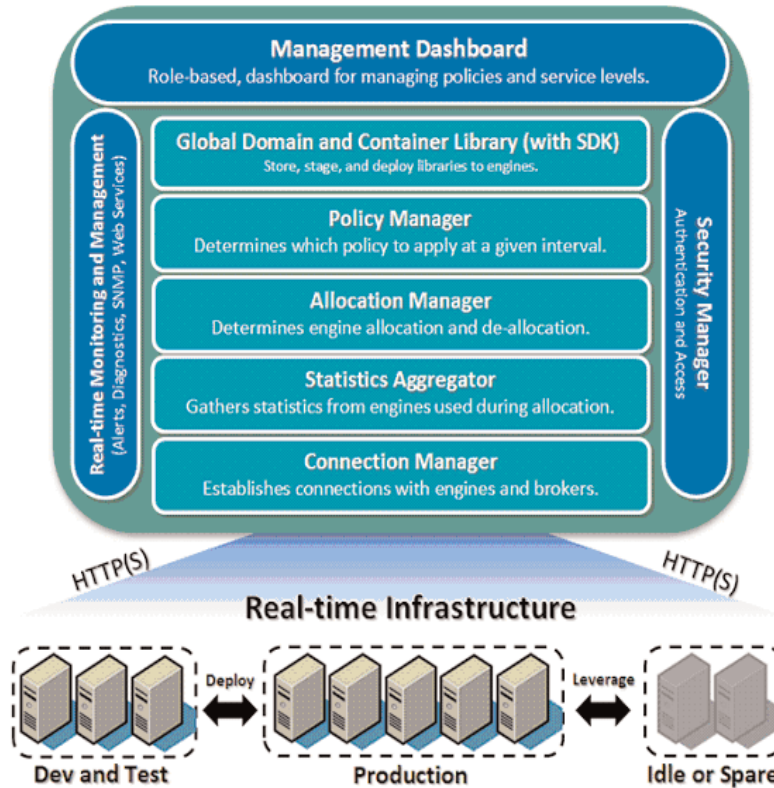 Management Dashboard
Role-based, dashboard for managing policies and service levels.
Real-time Monitoring and Management
(Alerts, Diagnostics, SNMP, Web Services)
Global Domain and Container Library (with SDK)
Store, stage, and deploy libraries to engines.
Policy Manager
Determines which policy to apply at a given interval.
Allocation Manager
Determines engine allocation and de-allocation.
Statistics Aggregator
Gathers statistics from engines used during allocation.
Connection Manager
Establishes connections with engines and brokers.
Security Manager
Authentication and Access
HTTP(S)
HTTP(S)
Real-time Infrastructure
Deploy
Leverage
Dev and Test
Production
Idle or Spare